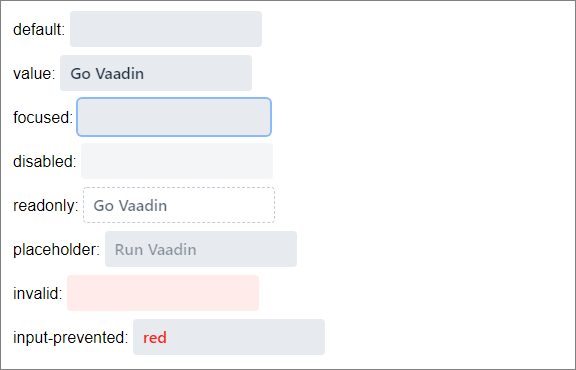 default:
value: Go Vaadin
focused:
disabled:
readonly: Go Vaadin
placeholder: Run Vaadin
invalid:
input-prevented: red